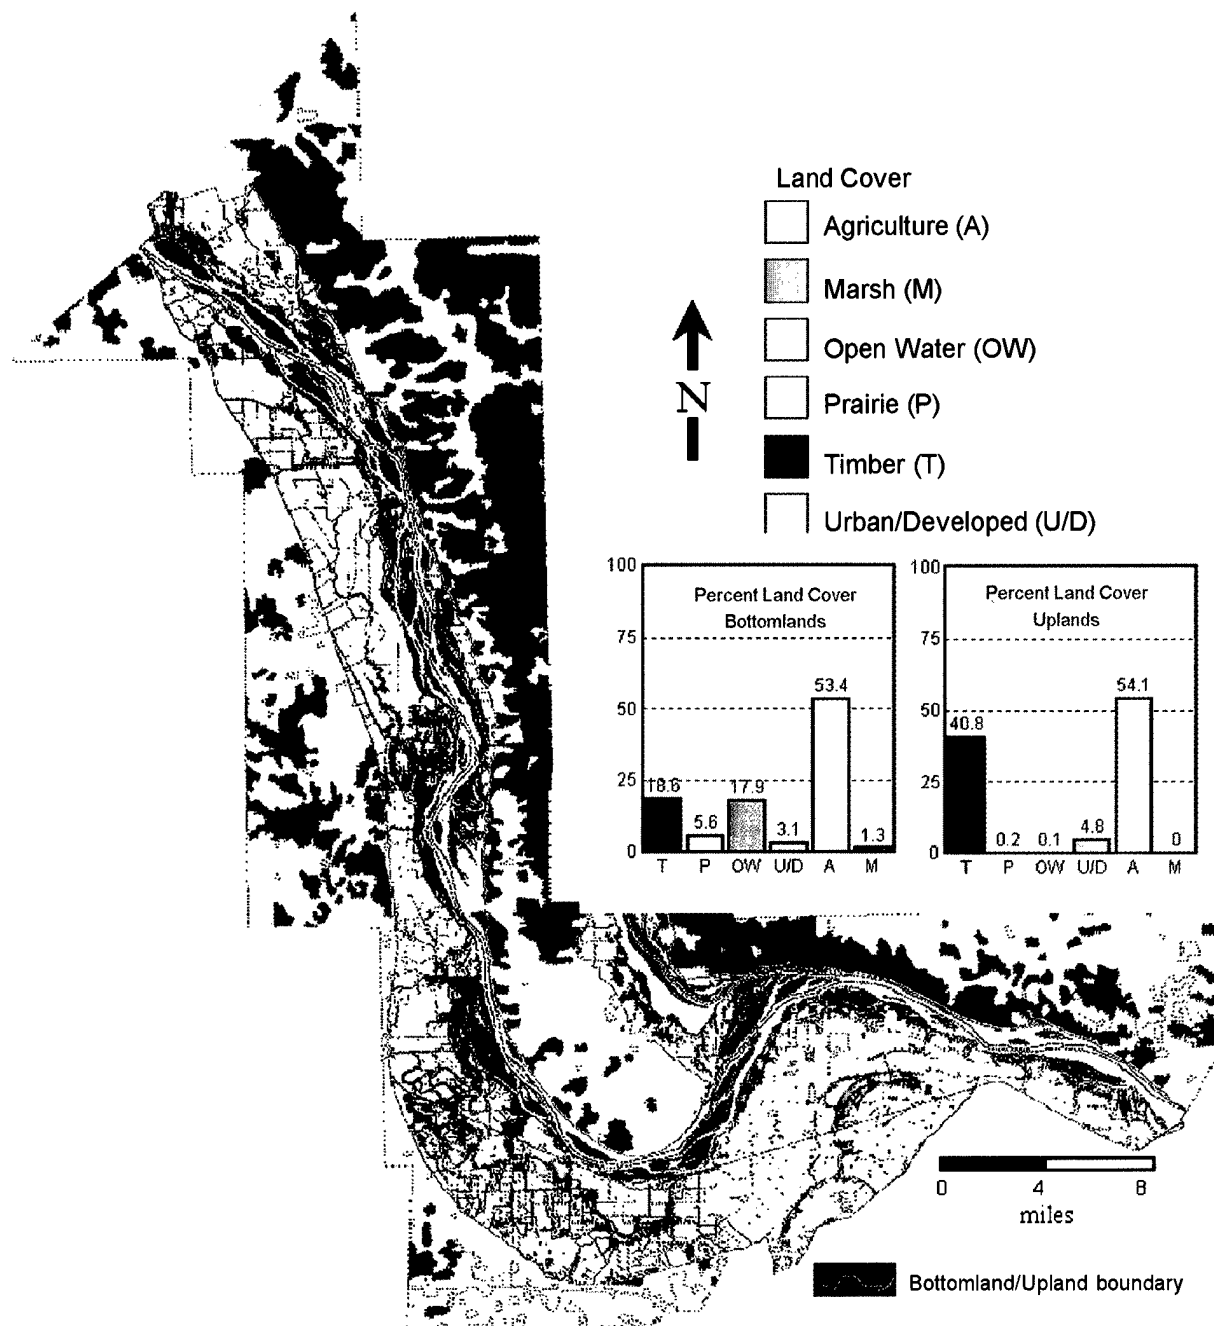 Land Cover
Agriculture (A)
Marsh (M)
Open Water (OW)
Prairie (P)
Timber (T)
Urban/Developed (U/D)
N
100
75
50
25
0
Percent Land Cover
Bottomlands
18.6
5.6
17.9
3.1
53.4
1.3
T P OW U/D A M
100
75
50
25
0
Percent Land Cover
Uplands
40.8
0.2
0.1
4.8
54.1
0
T P OW U/D A M
0 4 8
miles
Bottomland/Upland boundary